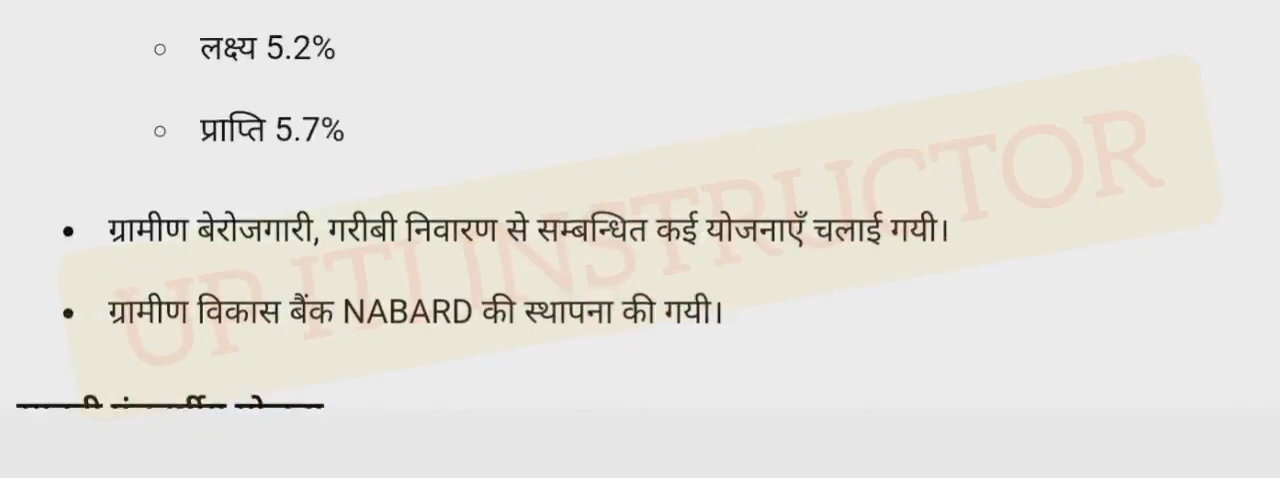 लक्ष्य 5.2%
प्राप्ति 5.7%
ग्रामीण बेरोजगारी, गरीबी निवारण से सम्बन्धित कई योजनाएँ चलाई गयी।
ग्रामीण विकास बैंक NABARD की स्थापना की गयी।
UP ITI INSTRUCTOR